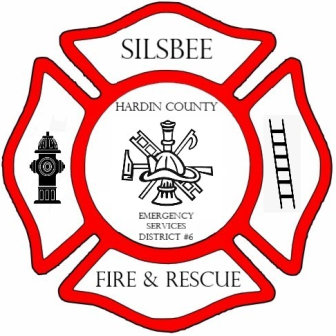 SILSBEE
HARDIN COUNTY
EMERGENCY
SERVICES
DISTRICT #6
FIRE & RESCUE